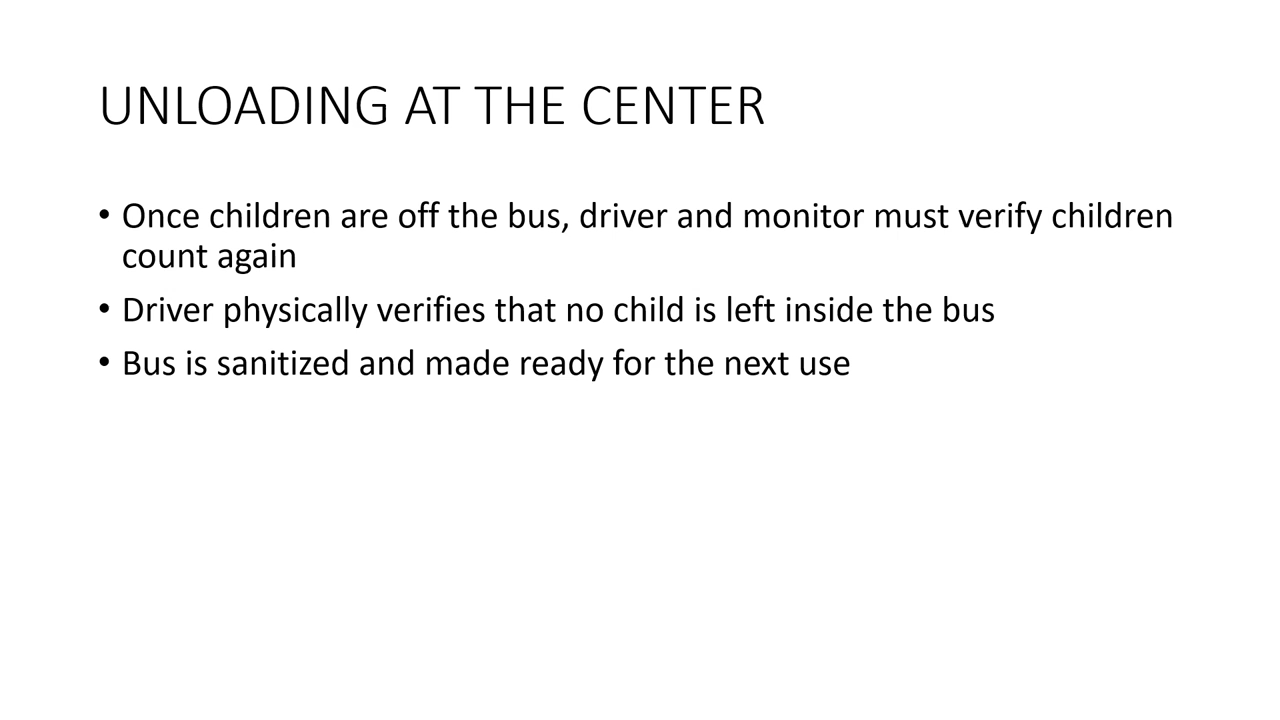 UNLOADING AT THE CENTER
• Once children are off the bus, driver and monitor must verify children
count again
• Driver physically verifies that no child is left inside the bus
• Bus is sanitized and made ready for the next use